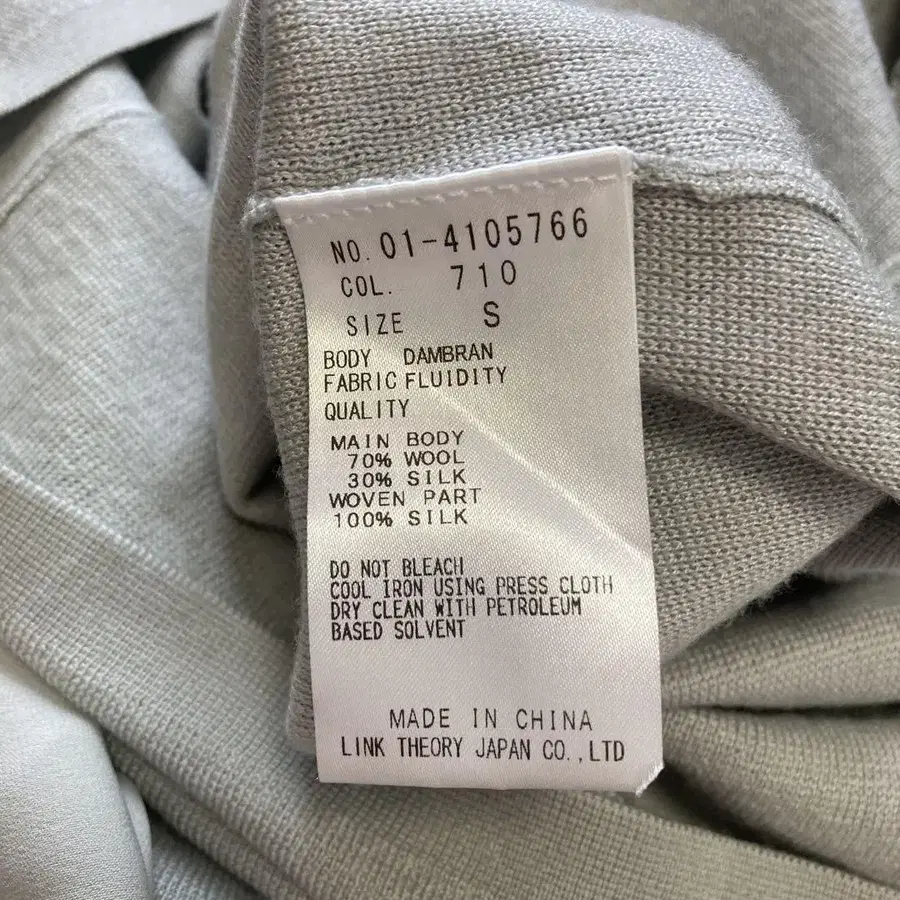 NO. 01-4105766
COL. 710
SIZE S
BODY DAMBRAN
FABRIC FLUIDITY
QUALITY
MAIN BODY
70% WOOL
30% SILK
WOVEN PART
100% SILK
DO NOT BLEACH
COOL IRON USING PRESS CLOTH
DRY CLEAN WITH PETROLEUM
BASED SOLVENT
MADE IN CHINA
LINK THEORY JAPAN CO.,LTD